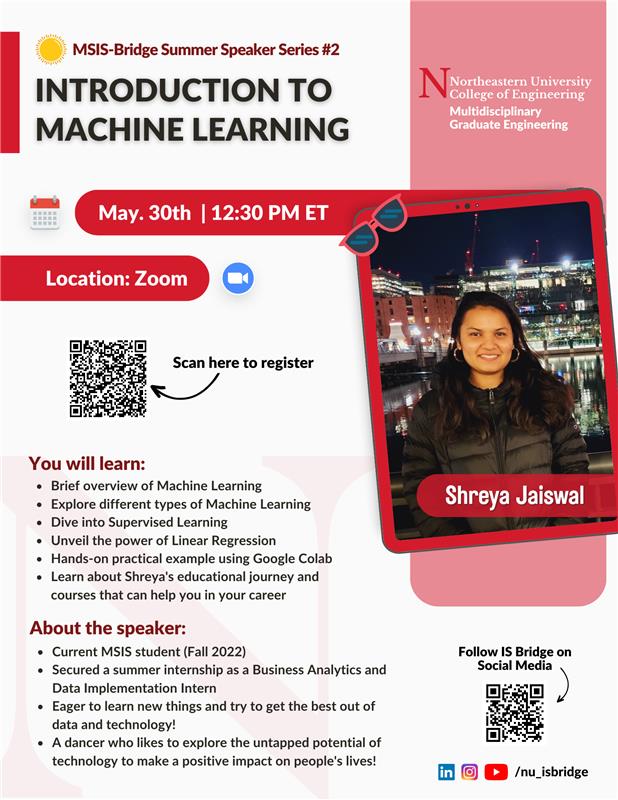 MSIS-Bridge Summer Speaker Series #2
INTRODUCTION TO
MACHINE LEARNING
N Northeastern University
College of Engineering
Multidisciplinary
Graduate Engineering
May. 30th | 12:30 PM ET
Location: Zoom
Scan here to register
Shreya Jaiswal
You will learn:
• Brief overview of Machine Learning
• Explore different types of Machine Learning
• Dive into Supervised Learning
• Unveil the power of Linear Regression
• Hands-on practical example using Google Colab
• Learn about Shreya's educational journey and
courses that can help you in your career
About the speaker:
• Current MSIS student (Fall 2022)
• Secured a summer internship as a Business Analytics and
Data Implementation Intern
• Eager to learn new things and try to get the best out of
data and technology!
• A dancer who likes to explore the untapped potential of
technology to make a positive impact on people's lives!
Follow IS Bridge on
Social Media
/nu_isbridge